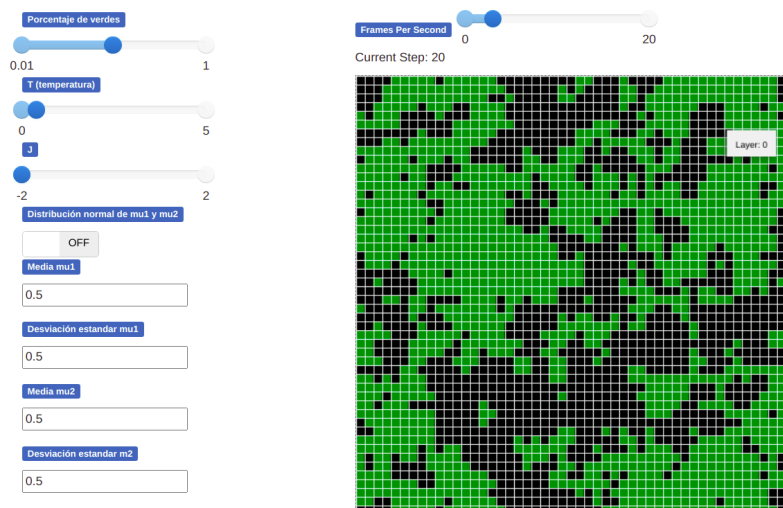 Porcentaje de verdes
0.01 1
T (temperatura)
0 5
J
-2 2
Distribución normal de mu1 y mu2
OFF
Media mu1
0.5
Desviación estandar mu1
0.5
Media mu2
0.5
Desviación estandar m2
0.5
Frames Per Second
0 20
Current Step: 20
Layer: 0